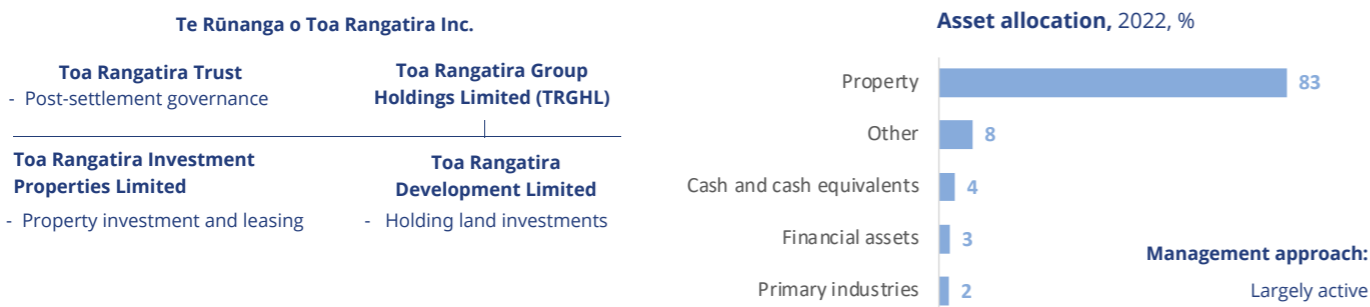 Te Rūnanga o Toa Rangatira Inc.
Toa Rangatira Trust
- Post-settlement governance
Toa Rangatira Group
Holdings Limited (TRGHL)
Toa Rangatira Investment
Properties Limited
- Property investment and leasing
Toa Rangatira
Development Limited
- Holding land investments
Asset allocation, 2022, %
Property 83
Other 8
Cash and cash equivalents 4
Financial assets 3
Primary industries 2
Management approach:
Largely active